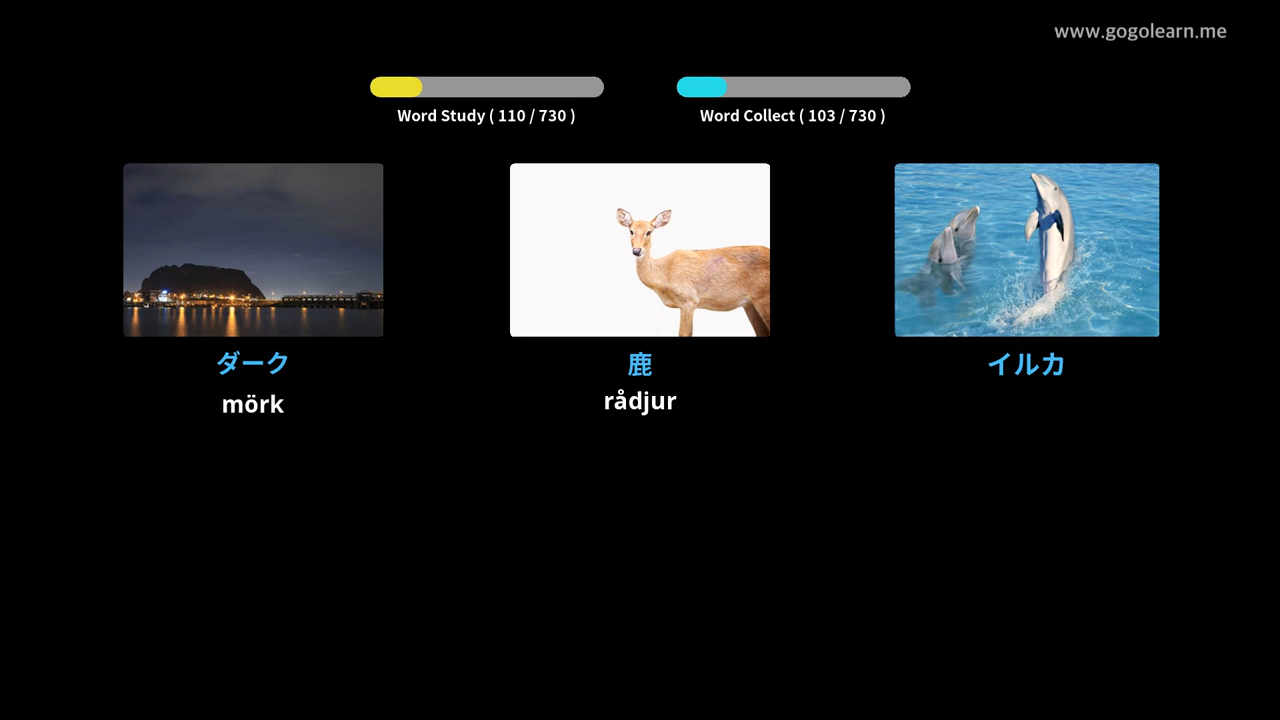 www.gogolearn.me
Word Study ( 110 / 730 )
Word Collect ( 103 / 730 )
ダーク
鹿
イルカ
mörk
rådjur